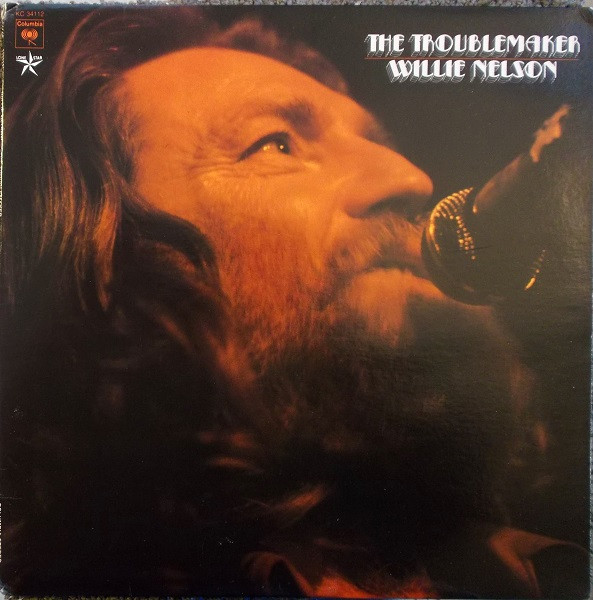 KC 34112
Columbia
LONE STAR
THE TROUBLEMAKER
WILLIE NELSON